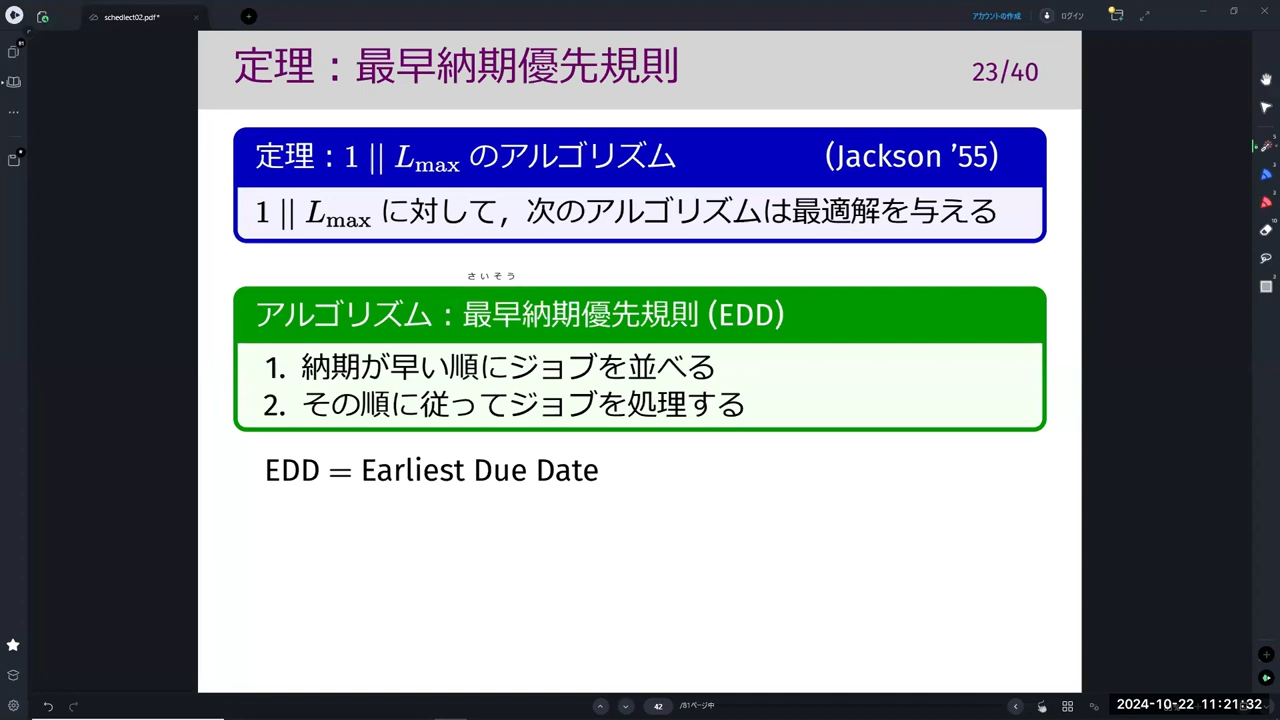 schedlect02.pdf*
アカウントの作成
ログイン
定理：最早納期優先規則
23/40
定理：1 || Lmax のアルゴリズム (Jackson ’55)
1 || Lmax に対して，次のアルゴリズムは最適解を与える
さいそう
アルゴリズム：最早納期優先規則 (EDD)
1. 納期が早い順にジョブを並べる
2. その順に従ってジョブを処理する
EDD = Earliest Due Date
42
/81ページ中
2024-10-22 11:21:32